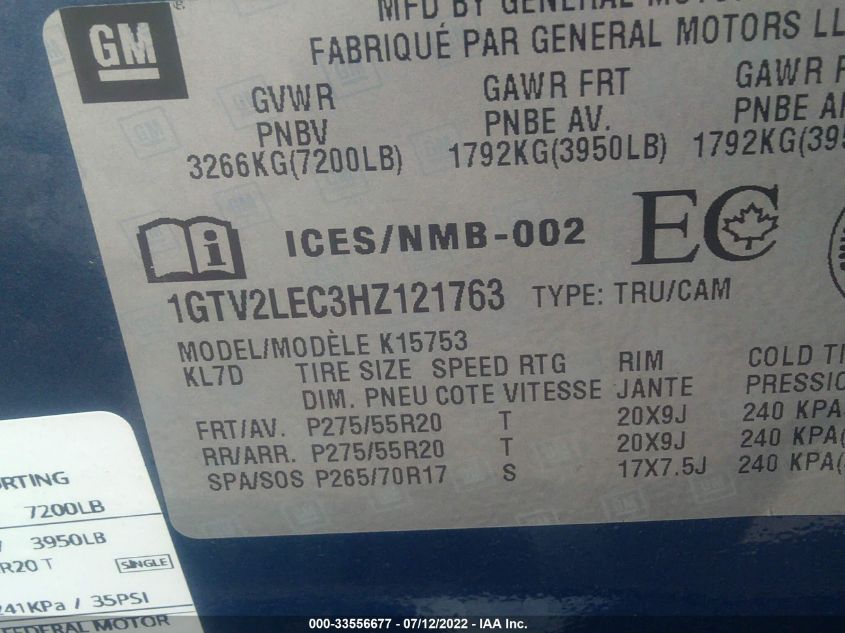 GM
MFD BY GENERAL
FABRIQUÉ PAR GENERAL MOTORS LL
GVWR GAWR FRT GAWR
PNBV PNBE AV. PNBE
3266KG(7200LB) 1792KG(3950LB) 1792KG(395
ICES/NMB-002 EC
1GTV2LEC3HZ121763 TYPE: TRU/CAM
MODEL/MODÈLE K15753
KL7D TIRE SIZE SPEED RTG RIM COLD TI
DIM. PNEU COTE VITESSE JANTE PRESSIO
FRT/AV. P275/55R20 T 20X9J 240 KPA
RR/ARR. P275/55R20 T 20X9J 240 KPA(
SPA/SOS P265/70R17 S 17X7.5J 240 KPA(
RTING
7200LB
3950LB
R20 T SINGLE
241KPa / 35PSI
FEDERAL MOTOR
000-33556677 - 07/12/2022 - IAA Inc.